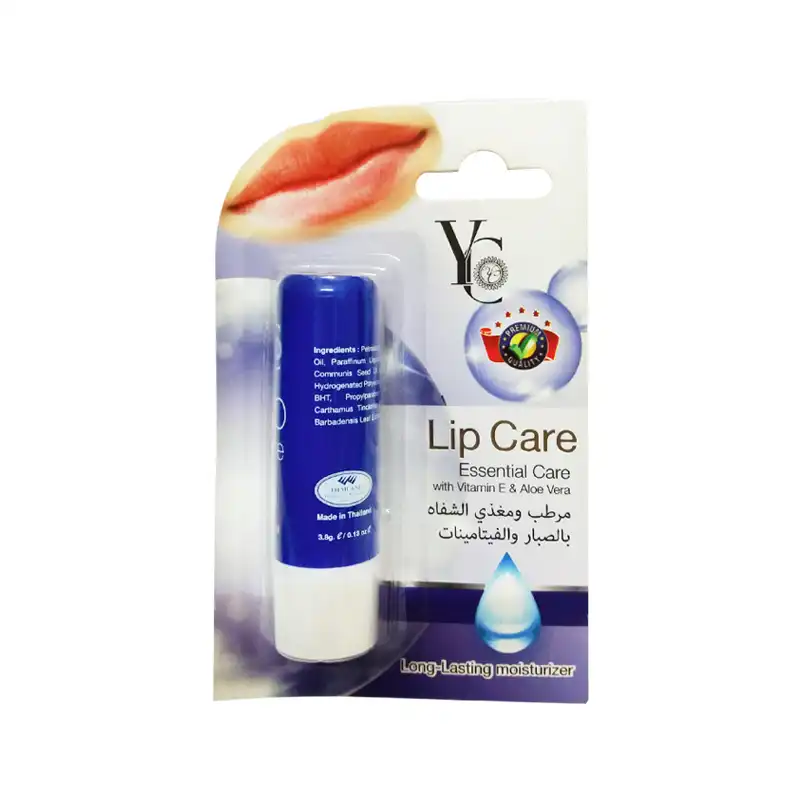 YC
PREMIUM
QUALITY
Lip Care
Essential Care
with Vitamin E & Aloe Vera
مرطب ومغذي الشفاه
بالصبار والفيتامينات
Long-Lasting moisturizer
Ingredients :
Oil, Paraffinum
Communis Seed
Hydrogenated
BHT,
Carthamus
Barbadensis Leaf
Made in Thailand
3.8g. ℮ / 0.13 oz ℮